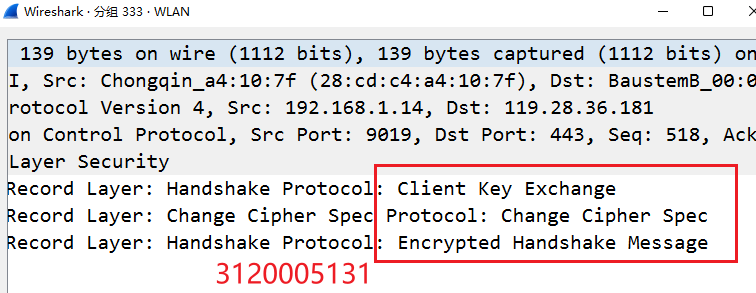 Wireshark · 分组 333 · WLAN
139 bytes on wire (1112 bits), 139 bytes captured (1112 bits) on
I, Src: Chongqin_a4:10:7f (28:cd:c4:a4:10:7f), Dst: BaustemB_00:0
rotocol Version 4, Src: 192.168.1.14, Dst: 119.28.36.181
on Control Protocol, Src Port: 9019, Dst Port: 443, Seq: 518, Ack
Layer Security
Record Layer: Handshake Protocol: Client Key Exchange
Record Layer: Change Cipher Spec Protocol: Change Cipher Spec
Record Layer: Handshake Protocol: Encrypted Handshake Message
3120005131